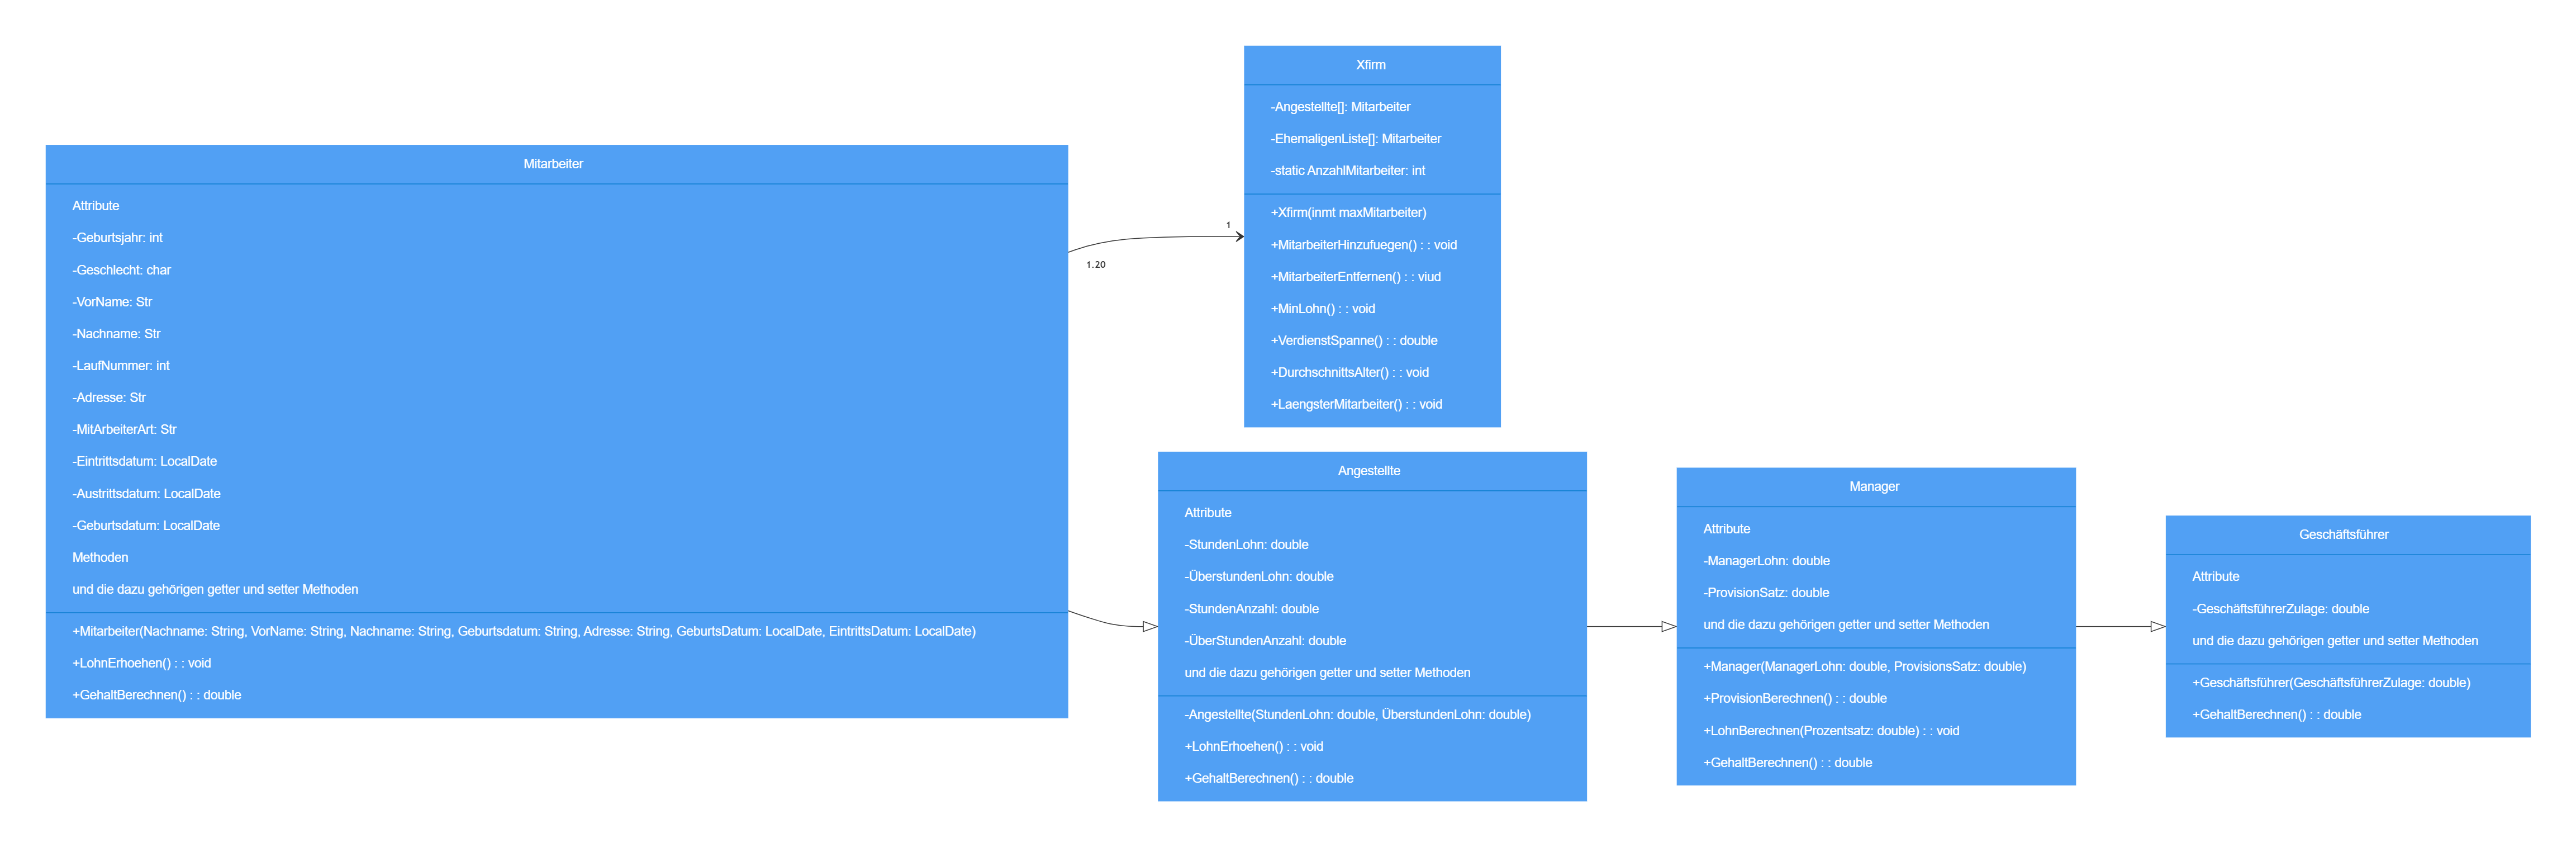 Mitarbeiter
Attribute
-Geburtsjahr: int
-Geschlecht: char
-VorName: Str
-Nachname: Str
-LaufNummer: int
-Adresse: Str
-MitArbeiterArt: Str
-Eintrittsdatum: LocalDate
-Austrittsdatum: LocalDate
-Geburtsdatum: LocalDate
Methoden
und die dazu gehörigen getter und setter Methoden
+Mitarbeiter(Nachname: String, VorName: String, Nachname: String, Geburtsdatum: String, Adresse: String, GeburtsDatum: LocalDate, EintrittsDatum: LocalDate)
+LohnErhoehen() : : void
+GehaltBerechnen() : : double
1.20
1
Xfirm
-Angestellte[]: Mitarbeiter
-EhemaligenListe[]: Mitarbeiter
-static AnzahlMitarbeiter: int
+Xfirm(inmt maxMitarbeiter)
+MitarbeiterHinzufuegen() : : void
+MitarbeiterEntfernen() : : viud
+MinLohn() : : void
+VerdienstSpanne() : : double
+DurchschnittsAlter() : : void
+LaengsterMitarbeiter() : : void
Angestellte
Attribute
-StundenLohn: double
-ÜberstundenLohn: double
-StundenAnzahl: double
-ÜberStundenAnzahl: double
und die dazu gehörigen getter und setter Methoden
-Angestellte(StundenLohn: double, ÜberstundenLohn: double)
+LohnErhoehen() : : void
+GehaltBerechnen() : : double
Manager
Attribute
-ManagerLohn: double
-ProvisionSatz: double
und die dazu gehörigen getter und setter Methoden
+Manager(ManagerLohn: double, ProvisionsSatz: double)
+ProvisionBerechnen() : : double
+LohnBerechnen(Prozentsatz: double) : : void
+GehaltBerechnen() : : double
Geschäftsführer
Attribute
-GeschäftsführerZulage: double
und die dazu gehörigen getter und setter Methoden
+Geschäftsführer(GeschäftsführerZulage: double)
+GehaltBerechnen() : : double